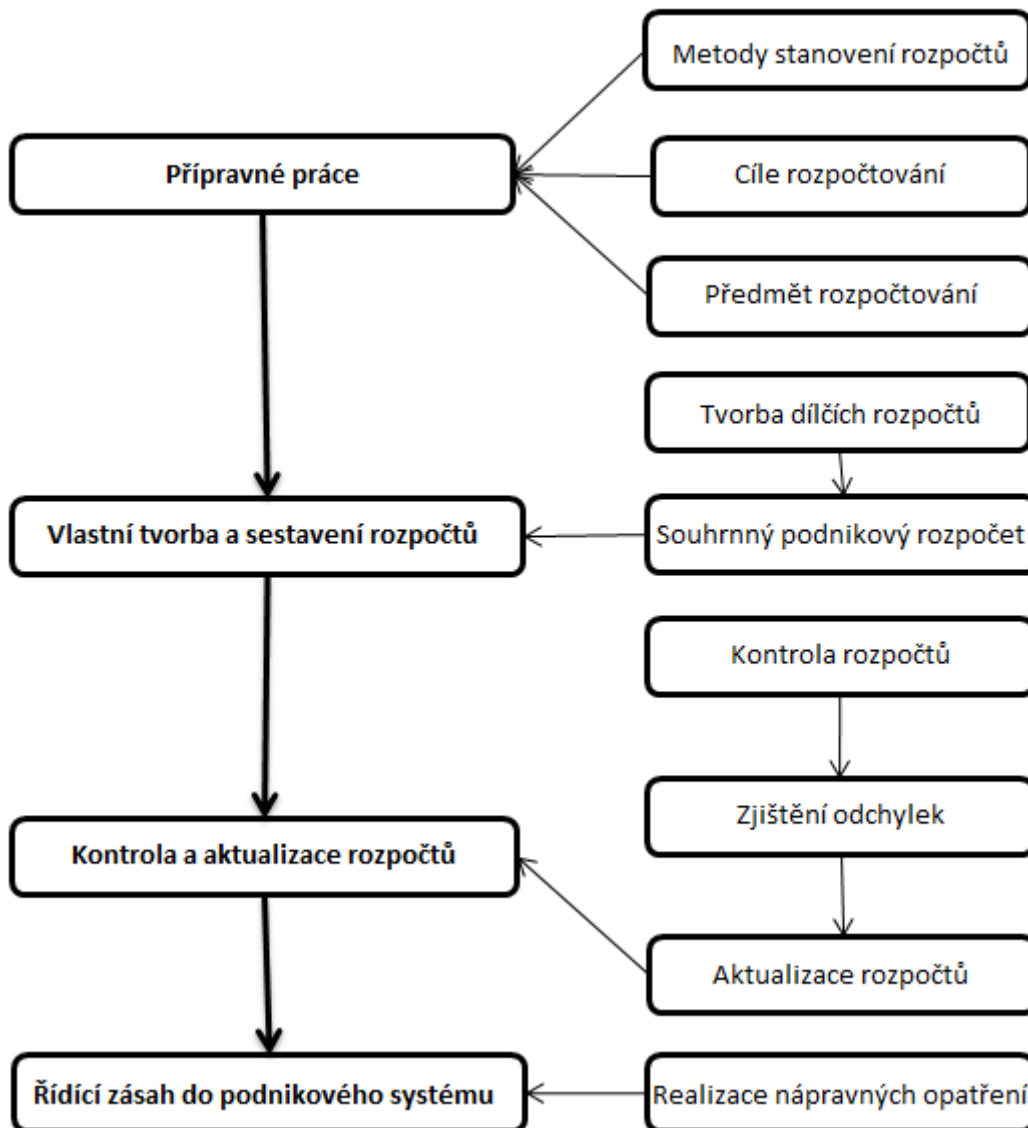 Metody stanovení rozpočtů
Přípravné práce
Cíle rozpočtování
Předmět rozpočtování
Tvorba dílčích rozpočtů
Vlastní tvorba a sestavení rozpočtů
Souhrnný podnikový rozpočet
Kontrola rozpočtů
Zjištění odchylek
Kontrola a aktualizace rozpočtů
Aktualizace rozpočtů
Řídící zásah do podnikového systému
Realizace nápravných opatření